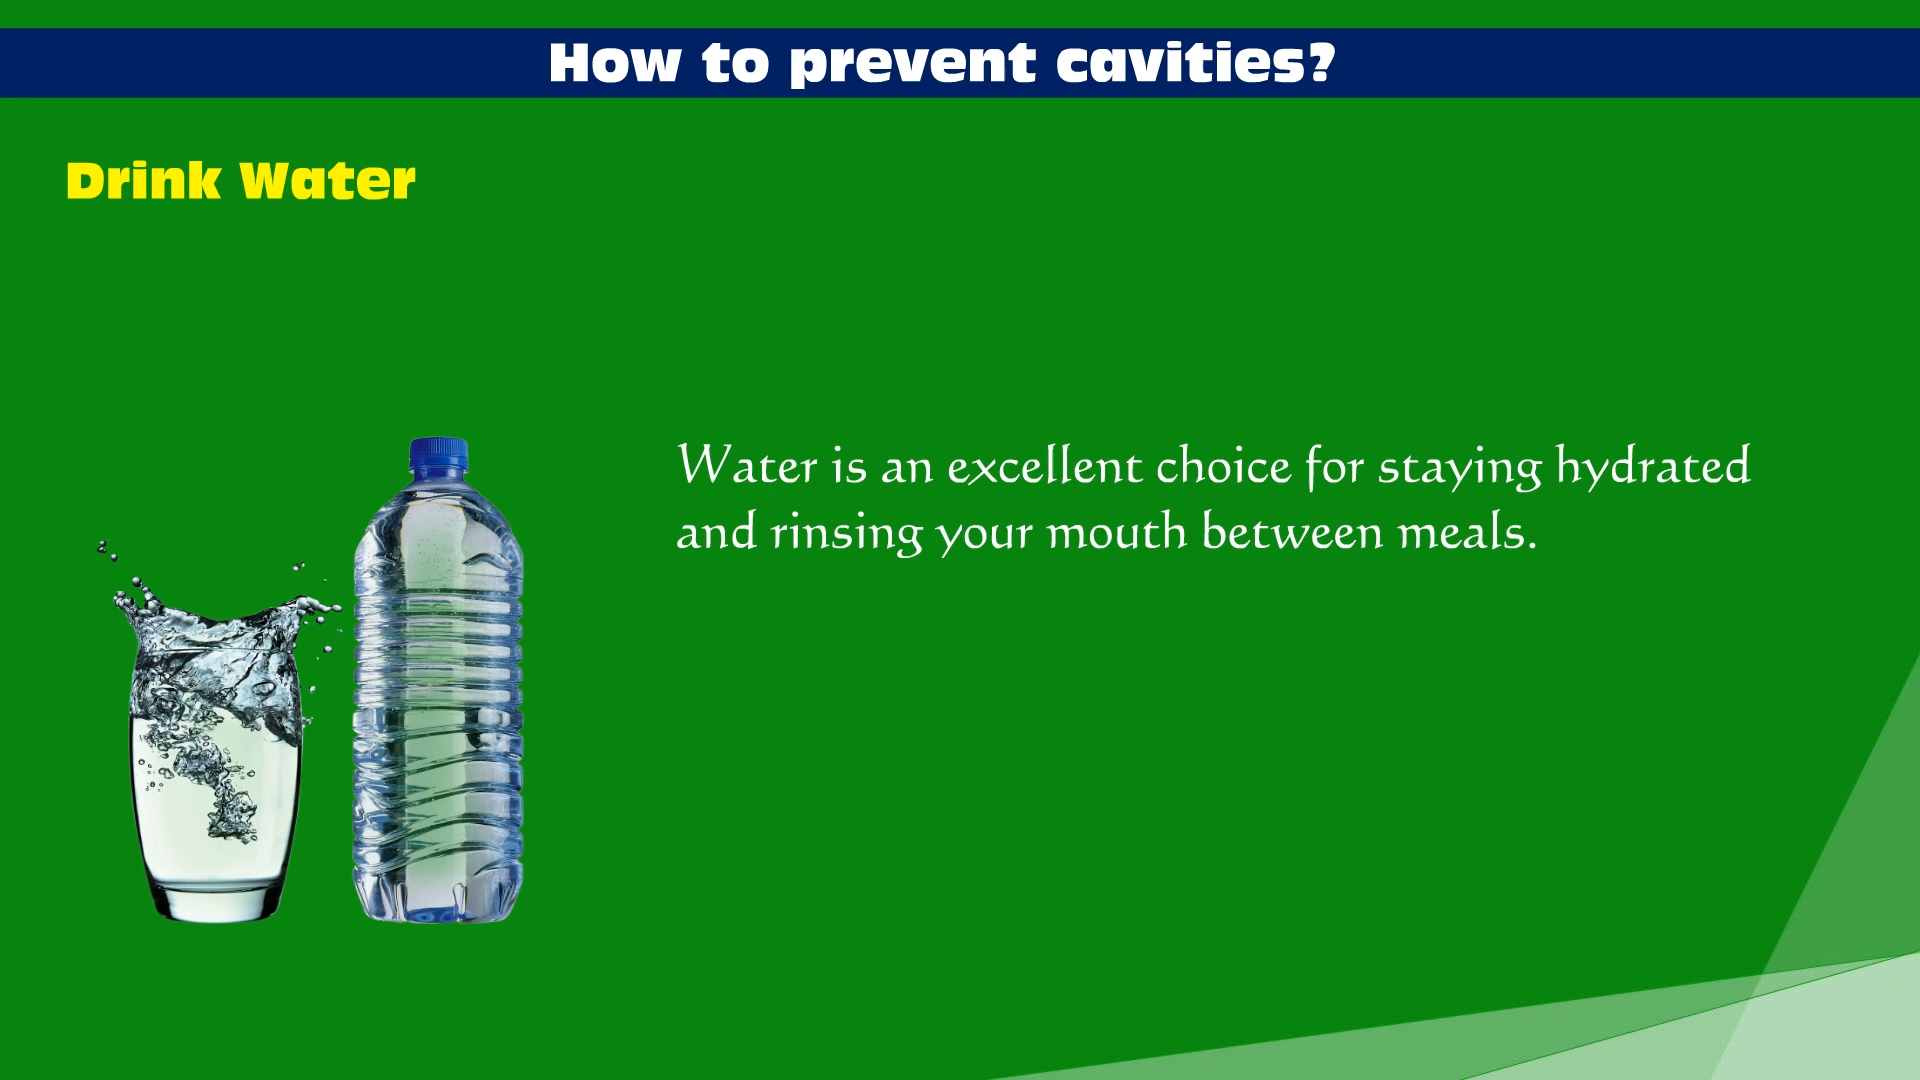 How to prevent cavities?
Drink Water
Water is an excellent choice for staying hydrated
and rinsing your mouth between meals.